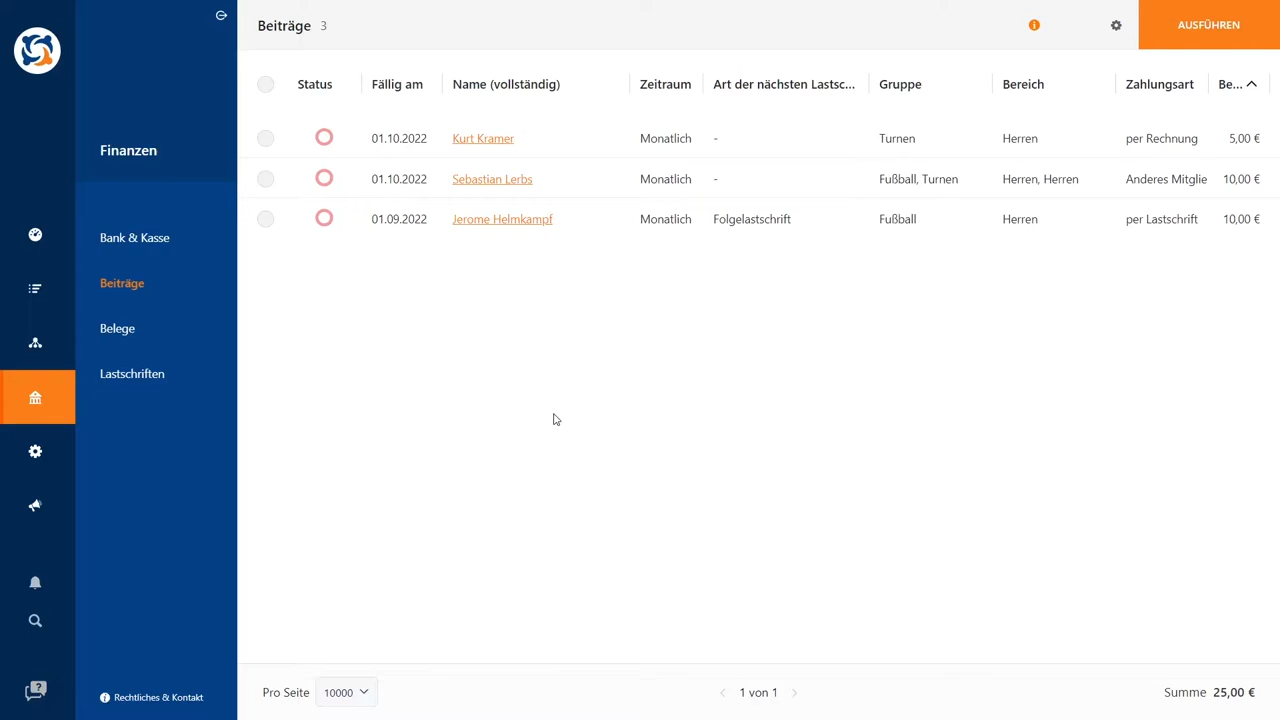 Beiträge 3
AUSFÜHREN
Status Fällig am Name (vollständig) Zeitraum Art der nächsten Lastsc... Gruppe Bereich Zahlungsart Be...
01.10.2022 Kurt Kramer Monatlich - Turnen Herren per Rechnung 5,00 €
01.10.2022 Sebastian Lerbs Monatlich - Fußball, Turnen Herren, Herren Anderes Mitglie 10,00 €
01.09.2022 Jerome Helmkampf Monatlich Folgelastschrift Fußball Herren per Lastschrift 10,00 €
Finanzen
Bank & Kasse
Beiträge
Belege
Lastschriften
Rechtliches & Kontakt
Pro Seite 10000
1 von 1
Summe 25,00 €